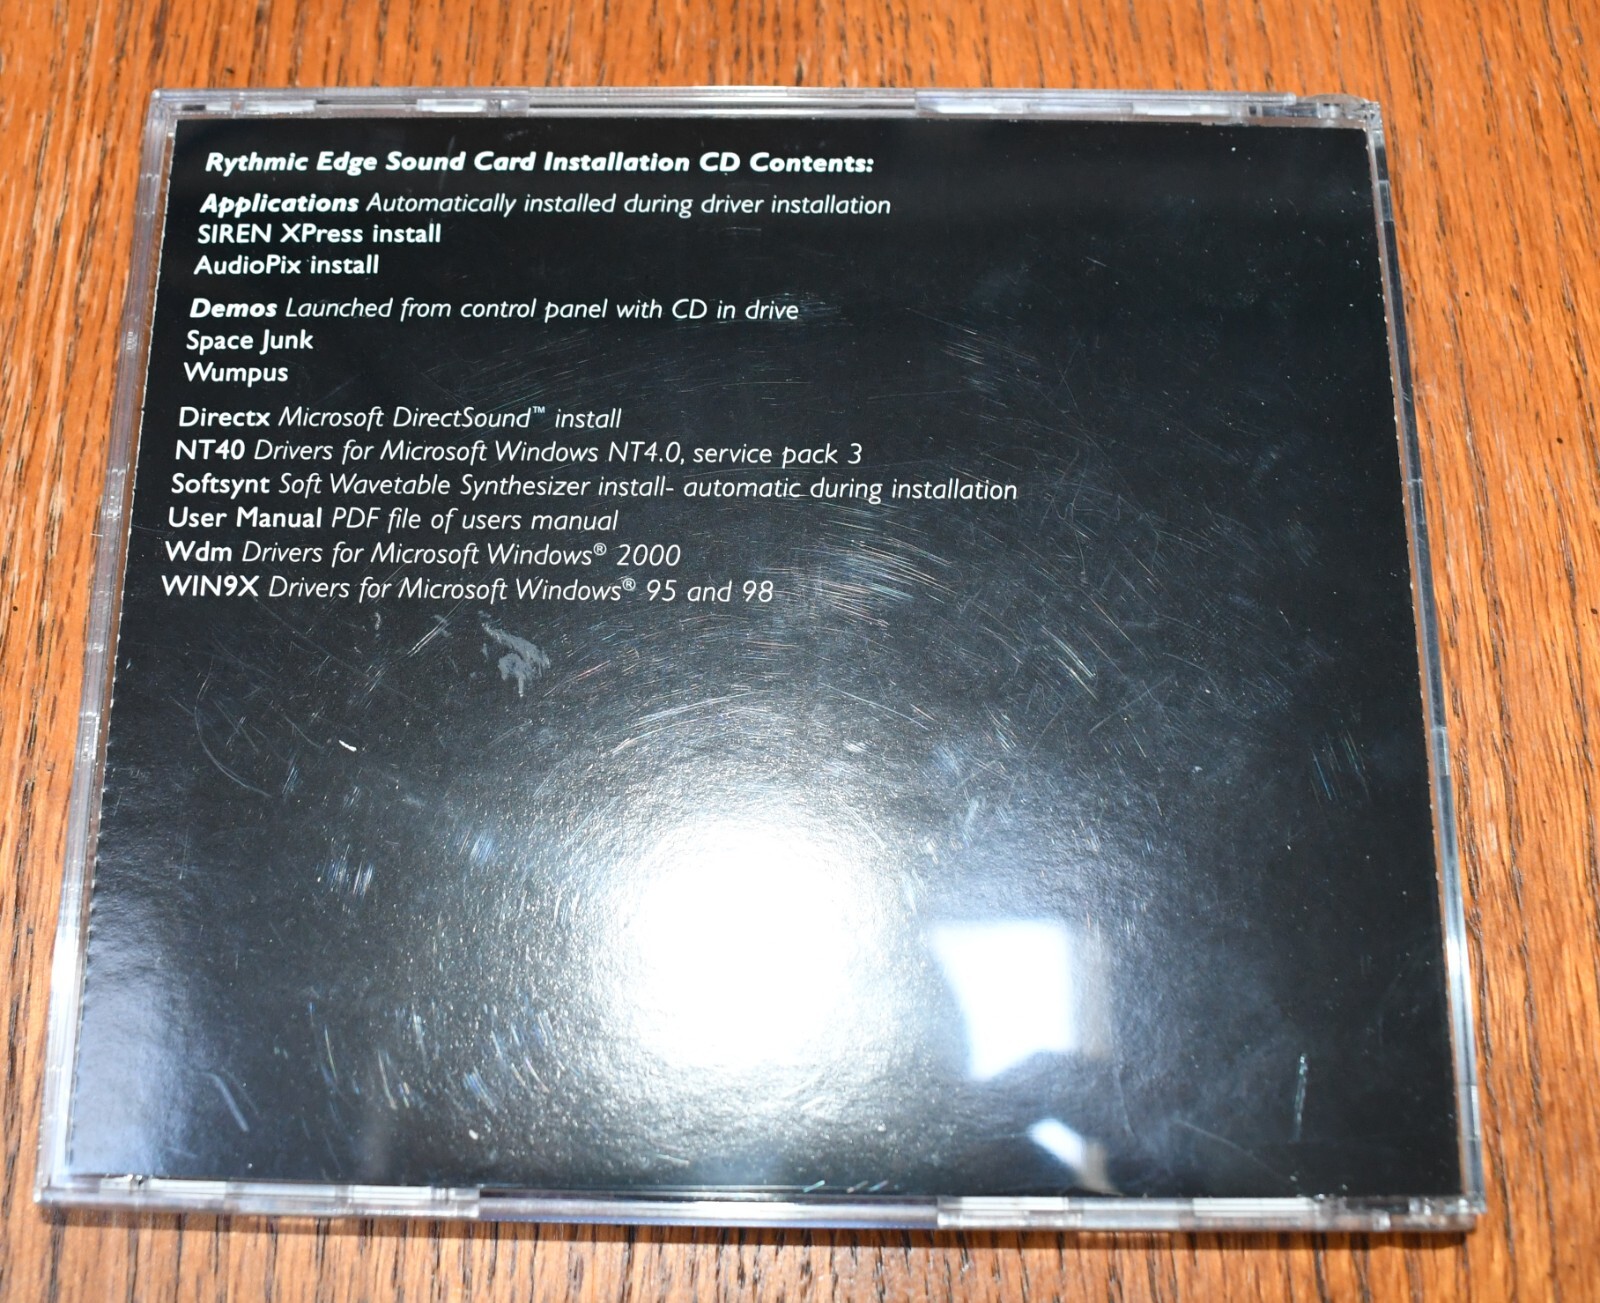 Rythmic Edge Sound Card Installation CD Contents:
Applications Automatically installed during driver installation
SIREN XPress install
AudioPix install
Demos Launched from control panel with CD in drive
Space Junk
Wumpus
Directx Microsoft DirectSound™ install
NT40 Drivers for Microsoft Windows NT4.0, service pack 3
Softsynt Soft Wavetable Synthesizer install- automatic during installation
User Manual PDF file of users manual
Wdm Drivers for Microsoft Windows® 2000
WIN9X Drivers for Microsoft Windows® 95 and 98